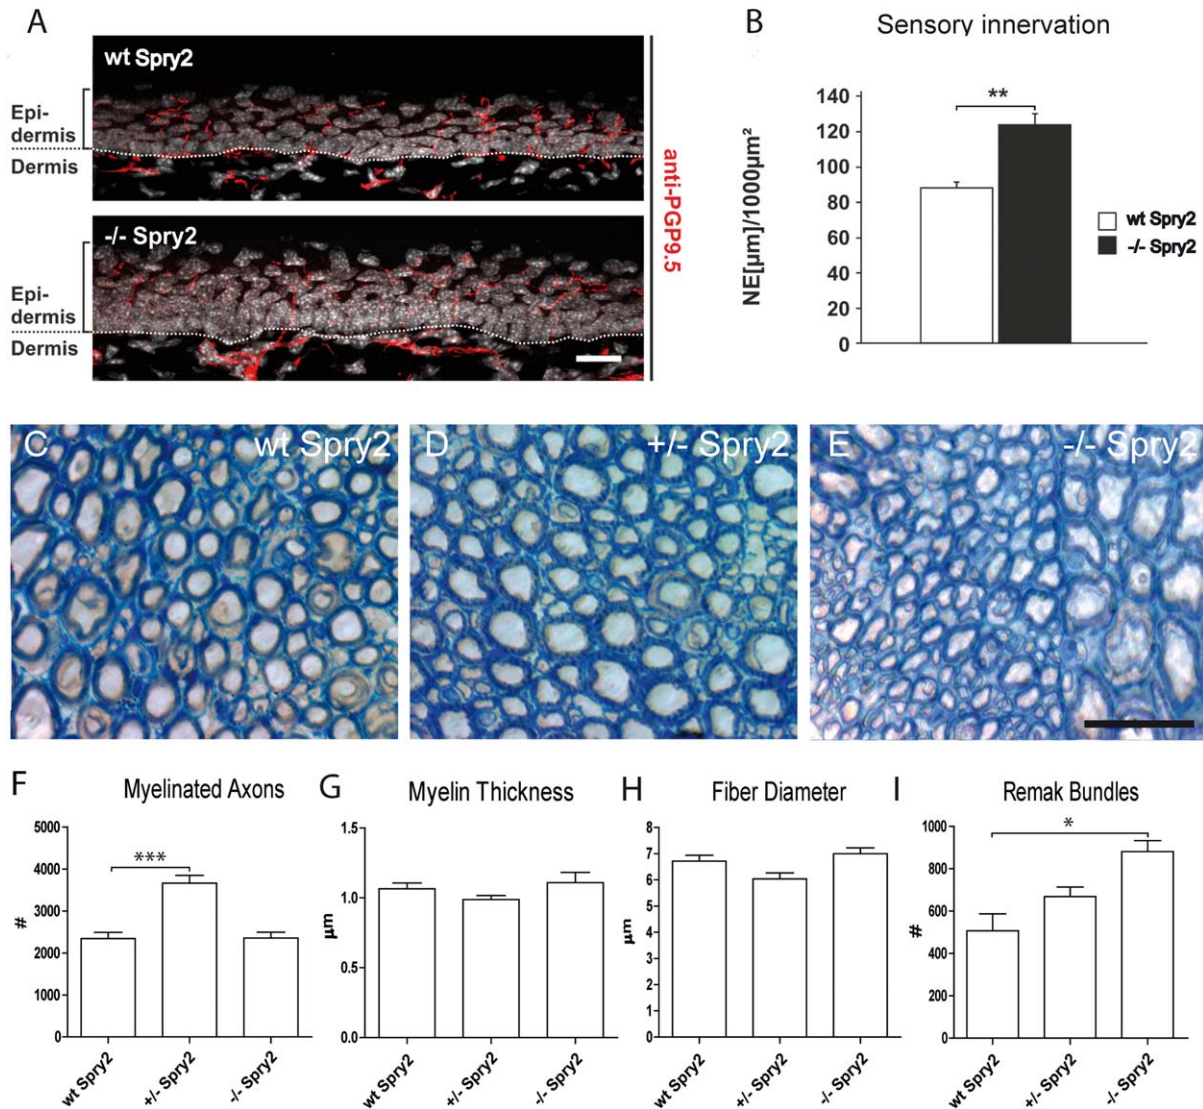 A
wt Spry2
Epi-
dermis
Dermis
-/- Spry2
Epi-
dermis
Dermis
anti-PGP9.5
B
Sensory innervation
**
140
120
100
80
60
40
20
0
NE[µm]/1000µm²
wt Spry2
-/- Spry2
C
wt Spry2
D
+/- Spry2
E
-/- Spry2
F
Myelinated Axons
5000
4000
3000
2000
1000
0
#
***
wt Spry2
+/- Spry2
-/- Spry2
G
Myelin Thickness
1.5
1.0
0.5
0.0
µm
wt Spry2
+/- Spry2
-/- Spry2
H
Fiber Diameter
8
7
6
5
4
3
2
1
0
µm
wt Spry2
+/- Spry2
-/- Spry2
I
Remak Bundles
1000
800
600
400
200
0
#
*
wt Spry2
+/- Spry2
-/- Spry2